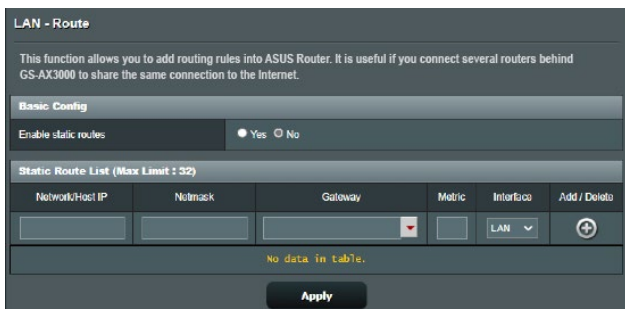 LAN - Route
This function allows you to add routing rules into ASUS Router. It is useful if you connect several routers behind
GS-AX3000 to share the same connection to the Internet.
Basic Config
Enable static routes Yes No
Static Route List (Max Limit : 32)
Network/Host IP Netmask Gateway Metric Interface Add / Delete
LAN
No data in table.
Apply